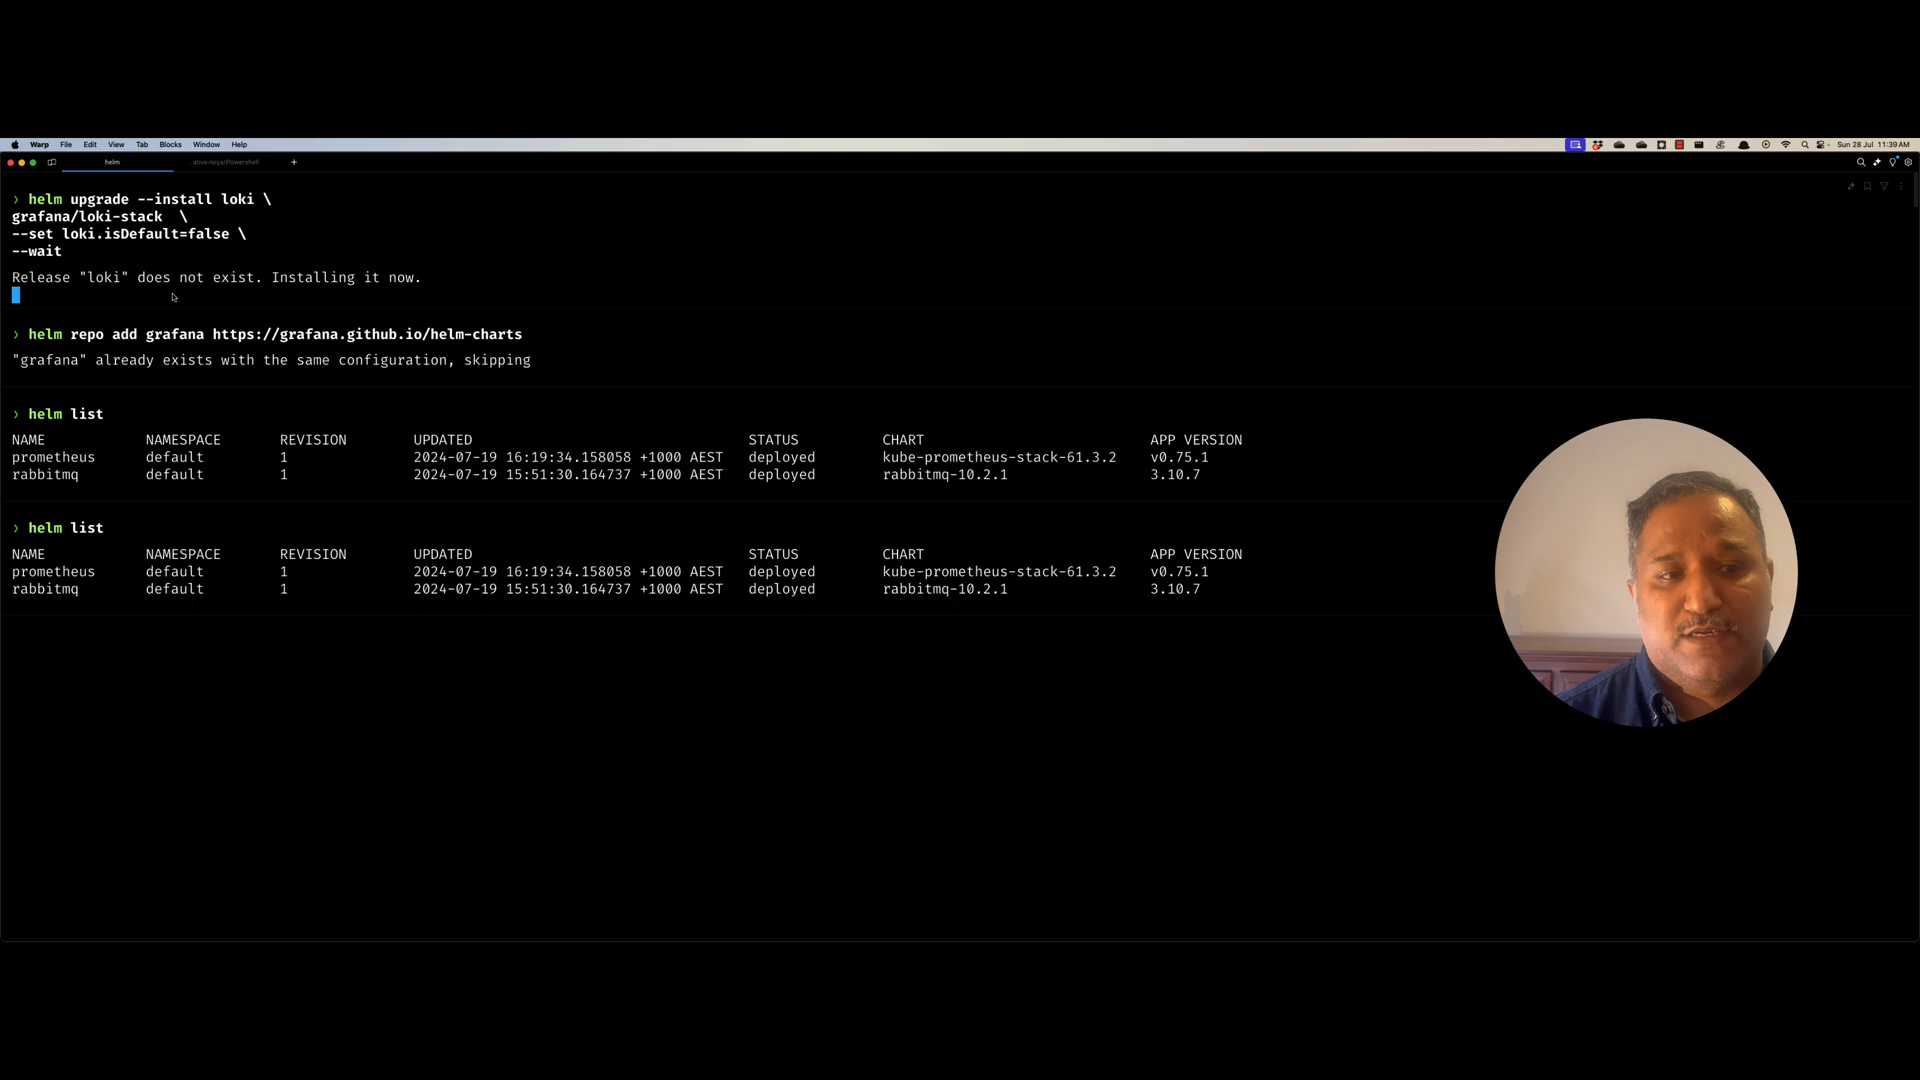 Warp File Edit View Tab Blocks Window Help
Sun 28 Jul 11:39 AM
helm
..ative-ninja/Powershell
+
❯ helm upgrade --install loki \
grafana/loki-stack  \
--set loki.isDefault=false \
--wait
Release "loki" does not exist. Installing it now.
❯ helm repo add grafana https://grafana.github.io/helm-charts
"grafana" already exists with the same configuration, skipping
❯ helm list
NAME NAMESPACE REVISION UPDATED STATUS CHART APP VERSION
prometheus default 1 2024-07-19 16:19:34.158058 +1000 AEST deployed kube-prometheus-stack-61.3.2 v0.75.1
rabbitmq default 1 2024-07-19 15:51:30.164737 +1000 AEST deployed rabbitmq-10.2.1 3.10.7
❯ helm list
NAME NAMESPACE REVISION UPDATED STATUS CHART APP VERSION
prometheus default 1 2024-07-19 16:19:34.158058 +1000 AEST deployed kube-prometheus-stack-61.3.2 v0.75.1
rabbitmq default 1 2024-07-19 15:51:30.164737 +1000 AEST deployed rabbitmq-10.2.1 3.10.7